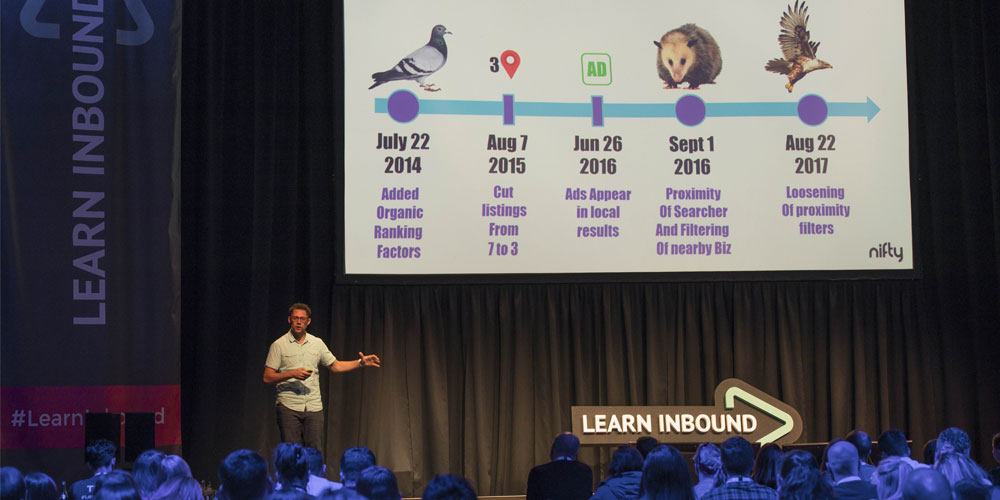 LEARN INBOUND
#Learn
3
AD
July 22
2014
Added
Organic
Ranking
Factors
Aug 7
2015
Cut
listings
From
7 to 3
Jun 26
2016
Ads Appear
in local
results
Sept 1
2016
Proximity
Of Searcher
And Filtering
Of nearby Biz
Aug 22
2017
Loosening
Of proximity
filters
nifty
LEARN INBOUND